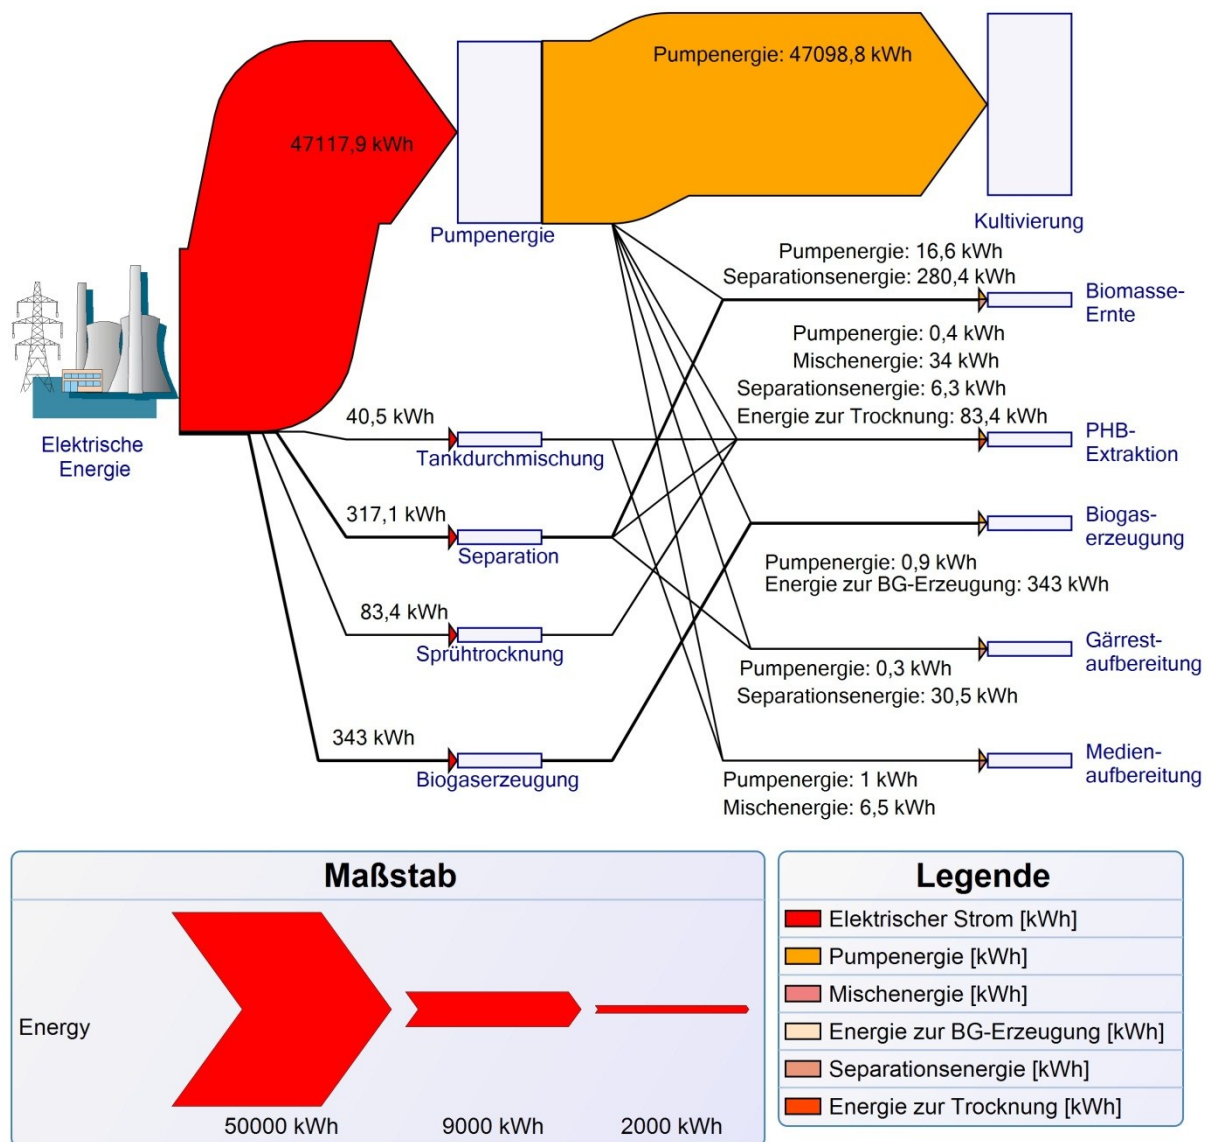 Pumpenergie: 47098,8 kWh
47117,9 kWh
Pumpenergie
Kultivierung
Pumpenergie: 16,6 kWh
Separationsenergie: 280,4 kWh
Biomasse-
Ernte
Pumpenergie: 0,4 kWh
Mischenergie: 34 kWh
Separationsenergie: 6,3 kWh
Energie zur Trocknung: 83,4 kWh
PHB-
Extraktion
Elektrische
Energie
40,5 kWh
Tankdurchmischung
317,1 kWh
Separation
Biogas-
erzeugung
Pumpenergie: 0,9 kWh
Energie zur BG-Erzeugung: 343 kWh
83,4 kWh
Sprühtrocknung
Gärrest-
aufbereitung
Pumpenergie: 0,3 kWh
Separationsenergie: 30,5 kWh
343 kWh
Biogaserzeugung
Medien-
aufbereitung
Pumpenergie: 1 kWh
Mischenergie: 6,5 kWh
Maßstab
Energy
50000 kWh
9000 kWh
2000 kWh
Legende
Elektrischer Strom [kWh]
Pumpenergie [kWh]
Mischenergie [kWh]
Energie zur BG-Erzeugung [kWh]
Separationsenergie [kWh]
Energie zur Trocknung [kWh]